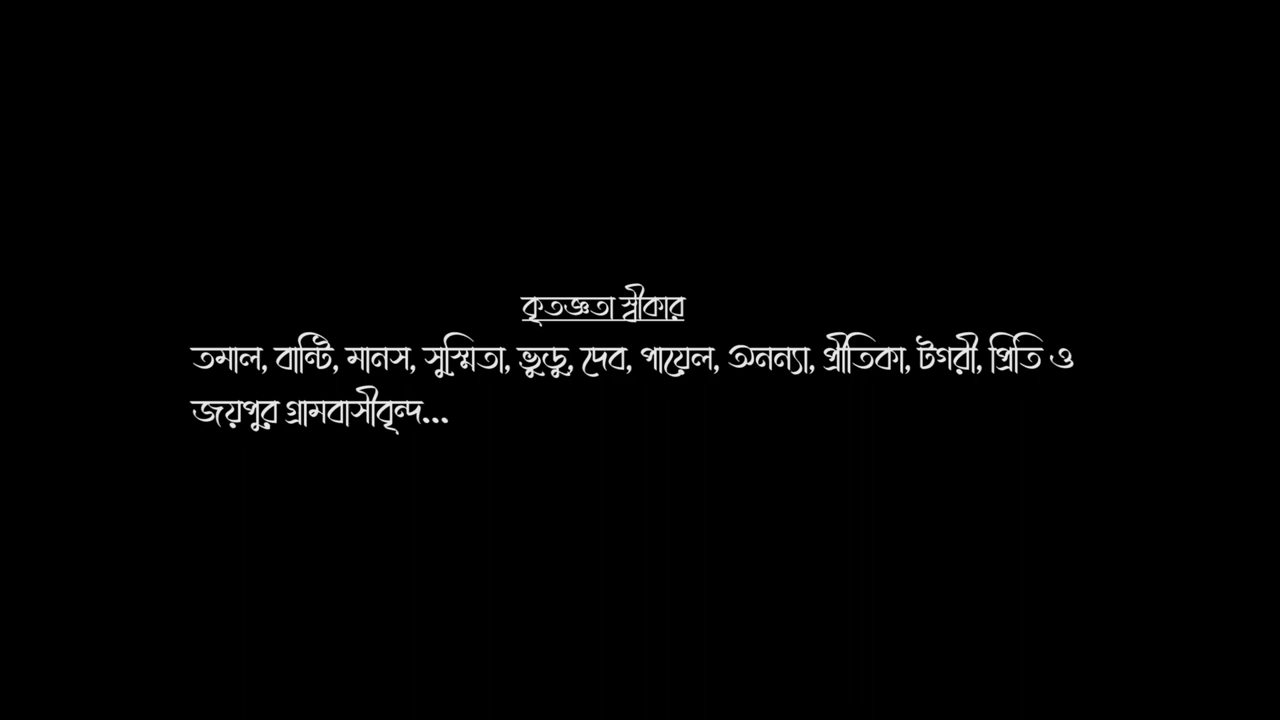 কৃতজ্ঞতা স্বীকার
তমাল, বান্টি, মানস, সুস্মিতা, ভুডু, দেব, পায়েল, অনন্যা, প্রীতিকা, টগরী, প্রিতি ও
জয়পুর গ্রামবাসীবৃন্দ...